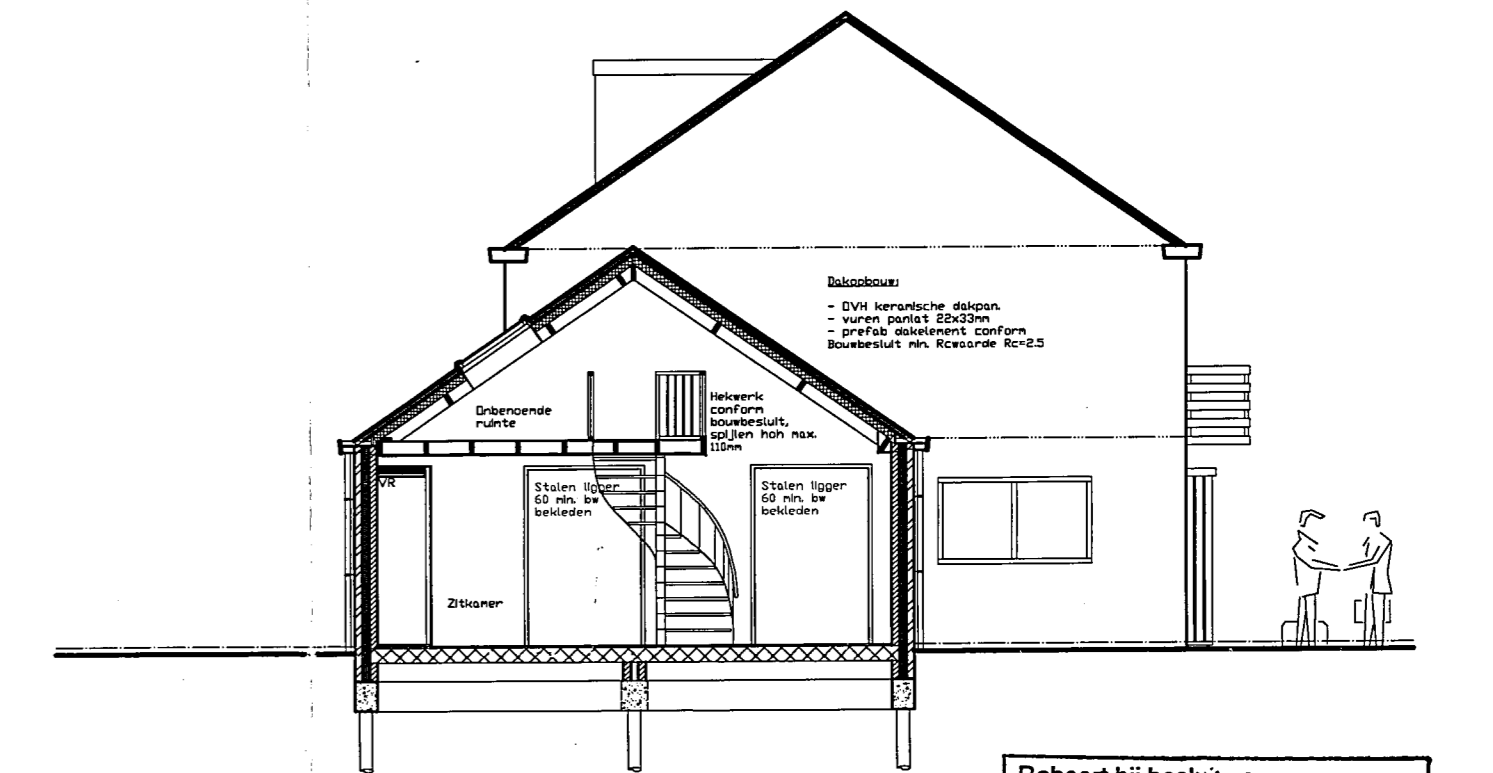 Dakopbouw:
- OVH keramische dakpan.
- vuren panlat 22x33mm
- prefab dakelement conform
Bouwbesluit min. Rcwaarde Rc=2.5
Onbenoemde
ruimte
Hekwerk
conform
bouwbesluit,
spijlen hoh max.
110mm
VR
Stalen ligger
60 min. bw
bekleden
Stalen ligger
60 min. bw
bekleden
Zitkamer
Behoort bij besluit